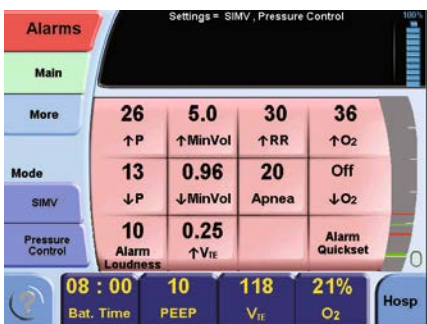 Settings = SIMV , Pressure Control
100%
Alarms
Main
More
Mode
SIMV
Pressure
Control
26
5.0
30
36
↑P
↑MinVol
↑RR
↑O2
13
0.96
20
Off
↓P
↓MinVol
Apnea
↓O2
10
0.25
Alarm
Loudness
↑VTE
Alarm
Quickset
0
08 : 00
10
118
21%
Bat. Time
PEEP
VTE
O2
?
Hosp